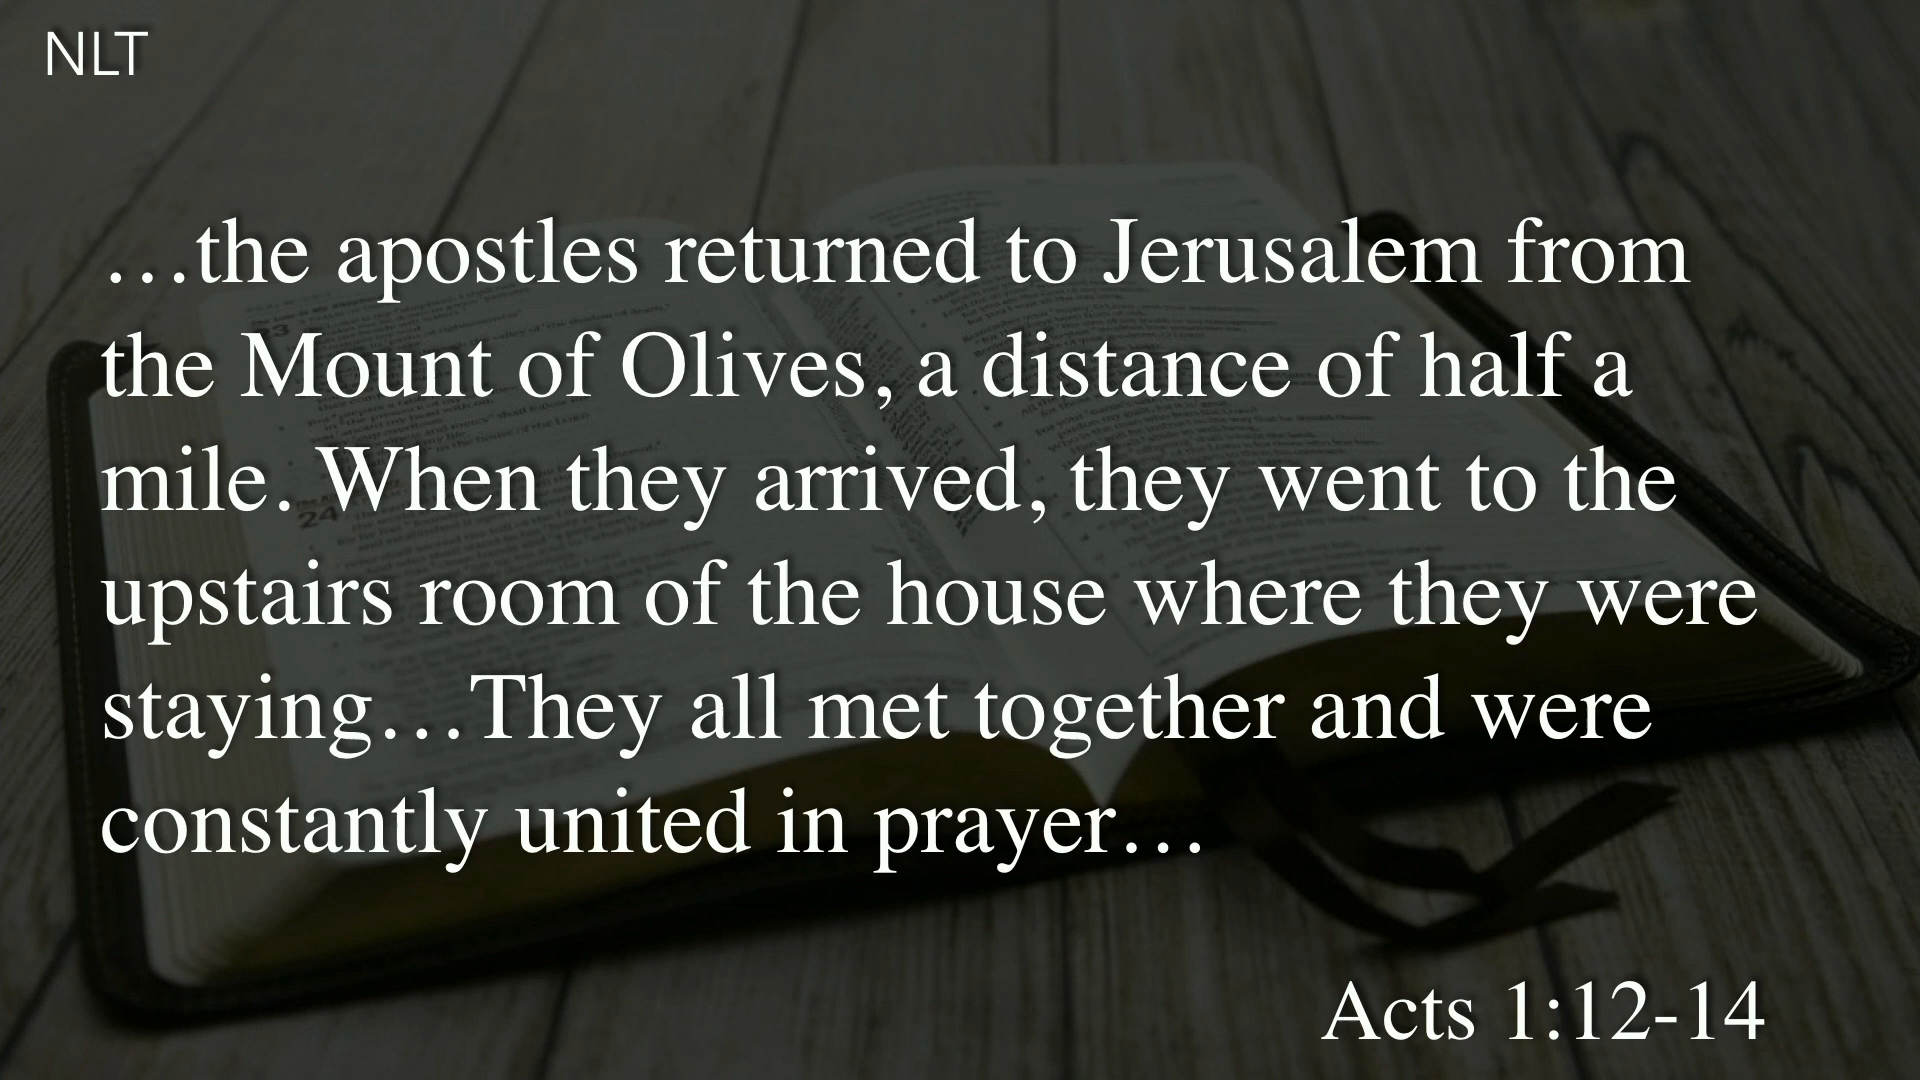 NLT
…the apostles returned to Jerusalem from
the Mount of Olives, a distance of half a
mile. When they arrived, they went to the
upstairs room of the house where they were
staying…They all met together and were
constantly united in prayer…
Acts 1:12-14